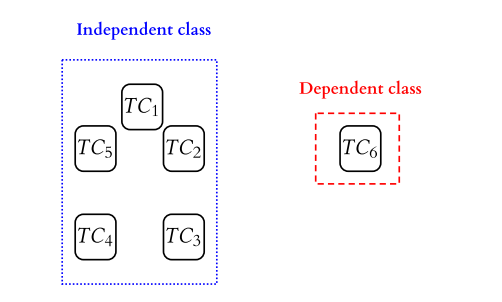 Independent class
Dependent class
TC₁
TC₅ TC₂
TC₆
TC₄ TC₃